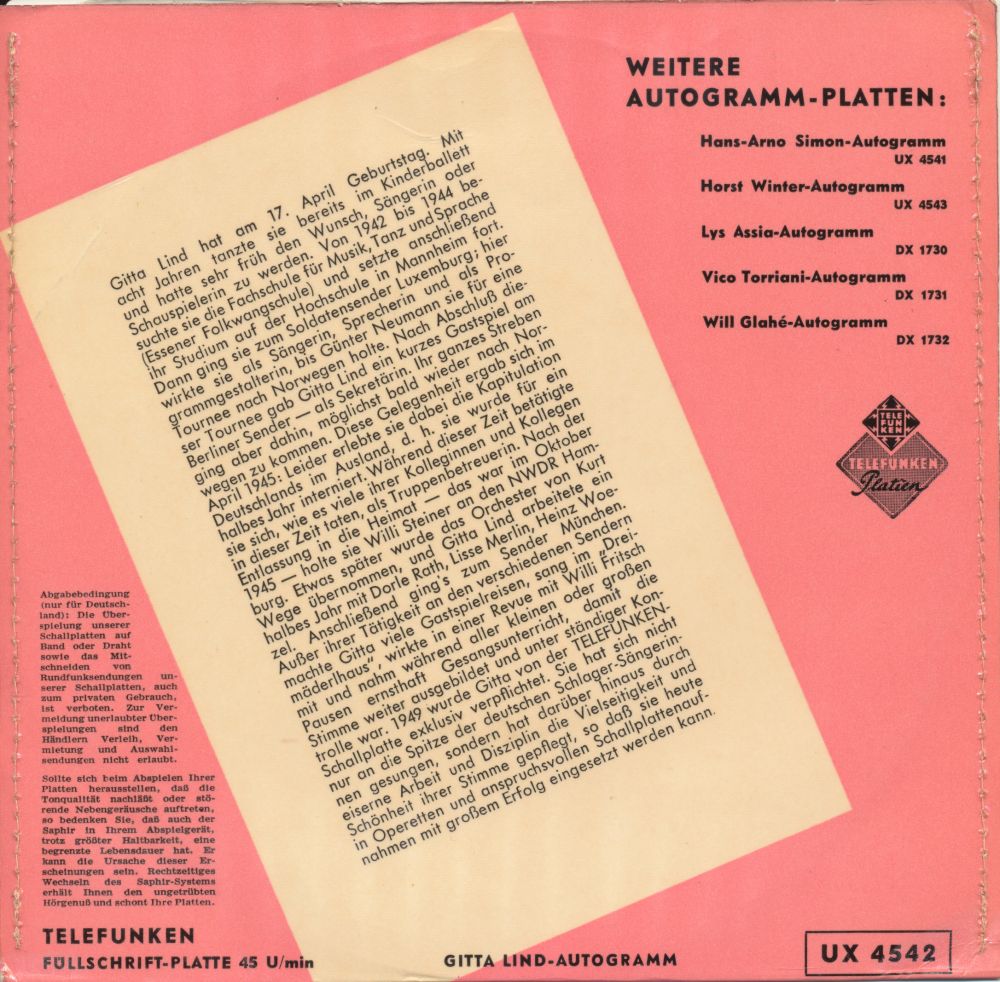 Gitta Lind hat am 17. April Geburtstag. Mit
acht Jahren tanzte sie bereits im Kinderballett
und hatte sehr früh den Wunsch, Sängerin oder
Schauspielerin zu werden. Von 1942 bis 1944 be-
suchte sie die Fachschule für Musik, Tanz und Sprache
(Essener Folkwangschule) und setzte anschließend
ihr Studium auf der Hochschule in Mannheim fort.
Dann ging sie zum Soldatensender Luxemburg; hier
wirkte sie als Sängerin, Sprecherin und als Pro-
grammgestalterin, bis Günter Neumann sie für eine
Tournee nach Norwegen holte. Nach Abschluß die-
ser Tournee gab Gitta Lind ein kurzes Gastspiel am
Berliner Sender — als Sekretärin. Ihr ganzes Streben
ging aber dahin, möglichst bald wieder nach Nor-
wegen zu kommen. Diese Gelegenheit ergab sich im
April 1945: Leider erlebte sie dabei die Kapitulation
Deutschlands im Ausland, d. h. sie wurde für ein
halbes Jahr interniert. Während dieser Zeit betätigte
sie sich, wie es viele ihrer Kolleginnen und Kollegen
in dieser Zeit taten, als Truppenbetreuerin. Nach der
Entlassung in die Heimat — das war im Oktober
1945 — holte sie Willi Steiner an den NWDR Ham-
burg. Etwas später wurde das Orchester von Kurt
Wege übernommen, und Gitta Lind arbeitete ein
halbes Jahr mit Dorle Rath, Lisse Merlin, Heinz Woe-
zel. Anschließend ging's zum Sender München.
Außer ihrer Tätigkeit an den verschiedenen Sendern
machte Gitta viele Gastspielreisen, sang im „Drei-
mäderlhaus", wirkte in einer Revue mit Willi Fritsch
mit und nahm während aller kleinen oder großen
Pausen ernsthaft Gesangsunterricht, damit die
Stimme weiter ausgebildet und unter ständiger Kon-
trolle war. 1949 wurde Gitta von der TELEFUNKEN-
Schallplatte exklusiv verpflichtet. Sie hat sich nicht
nur an die Spitze der deutschen Schlager-Sängerin-
nen gesungen, sondern hat darüber hinaus durch
eiserne Arbeit und Disziplin die Vielseitigkeit und
Schönheit ihrer Stimme gepflegt, so daß sie heute
in Operetten und anspruchsvollen Schallplattenauf-
nahmen mit großem Erfolg eingesetzt werden kann.
WEITERE
AUTOGRAMM-PLATTEN:
Hans-Arno Simon-Autogramm
UX 4541
Horst Winter-Autogramm
UX 4543
Lys Assia-Autogramm
DX 1730
Vico Torriani-Autogramm
DX 1731
Will Glahé-Autogramm
DX 1732
TELE
FUN
KEN
TELEFUNKEN
Platten
Abgabebedingung
(nur für Deutsch-
land): Die Über-
spielung unserer
Schallplatten auf
Band oder Draht
sowie das Mit-
schneiden von
Rundfunksendungen un-
serer Schallplatten, auch
zum privaten Gebrauch,
ist verboten. Zur Ver-
meidung unerlaubter Über-
spielungen sind den
Händlern Verleih, Ver-
mietung und Auswahl-
sendungen nicht erlaubt.
Sollte sich beim Abspielen Ihrer
Platten herausstellen, daß die
Tonqualität nachläßt oder stö-
rende Nebengeräusche auftreten,
so bedenken Sie, daß auch der
Saphir in Ihrem Abspielgerät,
trotz größter Haltbarkeit, eine
begrenzte Lebensdauer hat. Er
kann die Ursache dieser Er-
scheinungen sein. Rechtzeitiges
Wechseln des Saphir-Systems
erhält Ihnen den ungetrübten
Hörgenuß und schont Ihre Platten.
TELEFUNKEN
FÜLLSCHRIFT-PLATTE 45 U/min
GITTA LIND-AUTOGRAMM
UX 4542